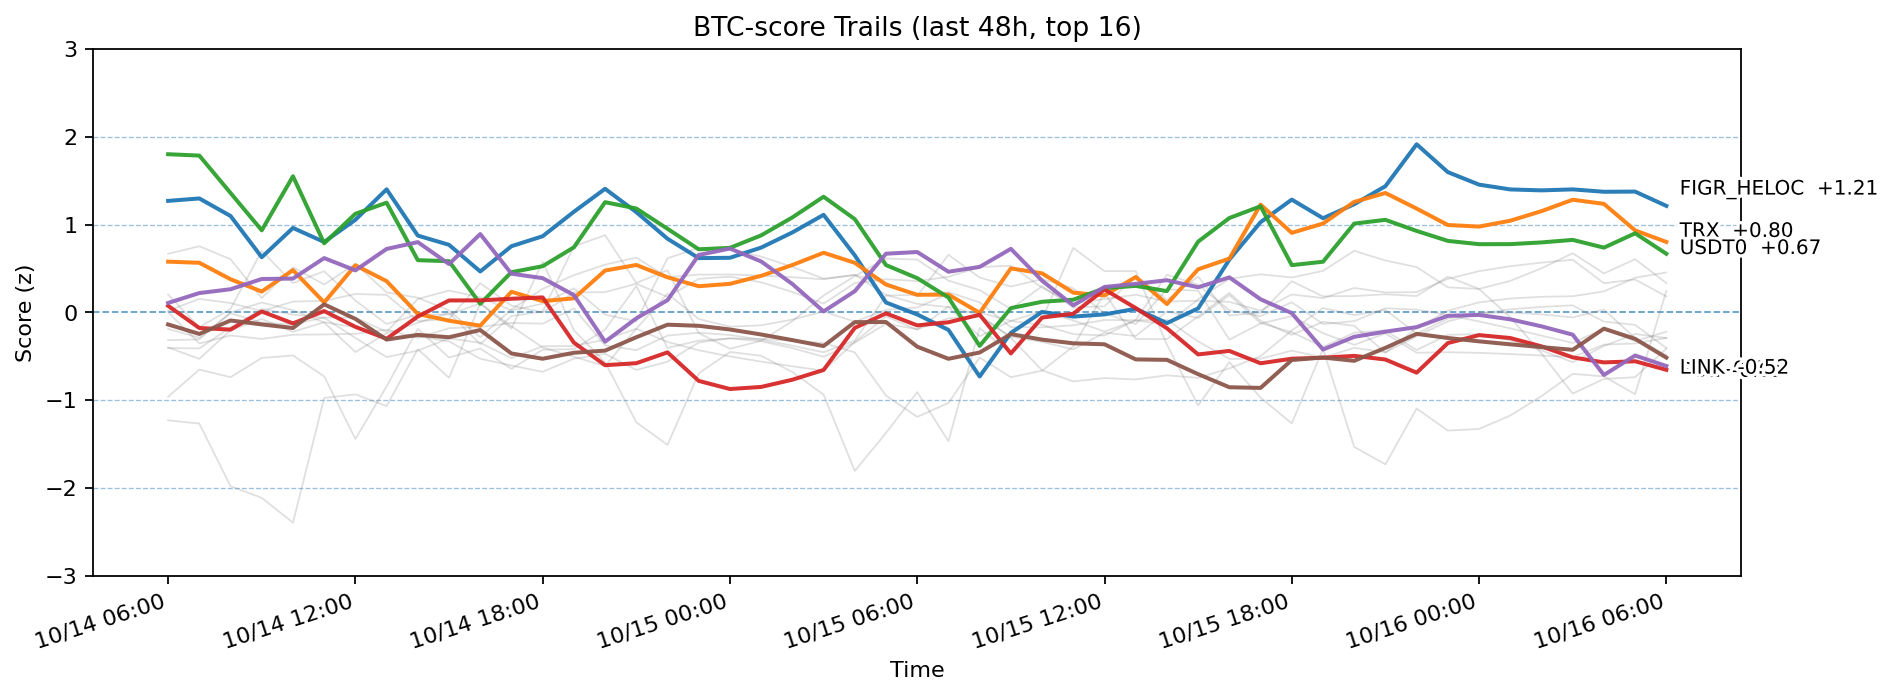 BTC-score Trails (last 48h, top 16)
Score (z)
3
2
1
0
−1
−2
−3
FIGR_HELOC +1.21
TRX +0.80
USDT0 +0.67
LINK -0.52
10/14 06:00
10/14 12:00
10/14 18:00
10/15 00:00
10/15 06:00
10/15 12:00
10/15 18:00
10/16 00:00
10/16 06:00
Time